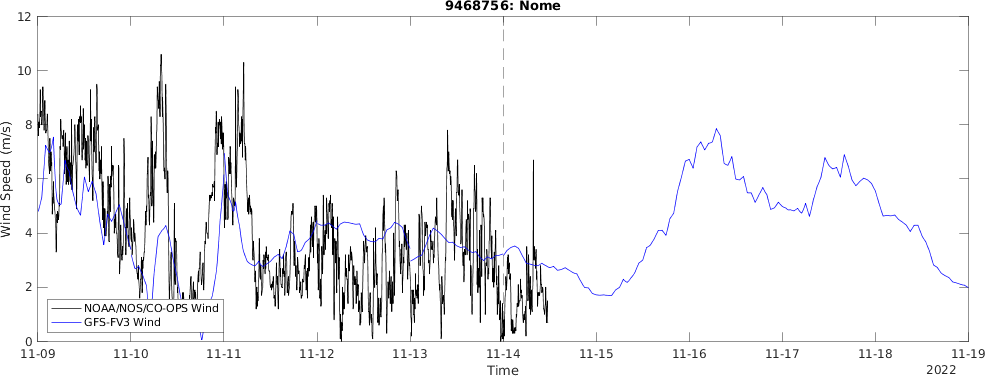 9468756: Nome
12
10
8
6
4
2
0
Wind Speed (m/s)
NOAA/NOS/CO-OPS Wind
GFS-FV3 Wind
11-09 11-10 11-11 11-12 11-13 11-14 11-15 11-16 11-17 11-18 11-19
Time
2022